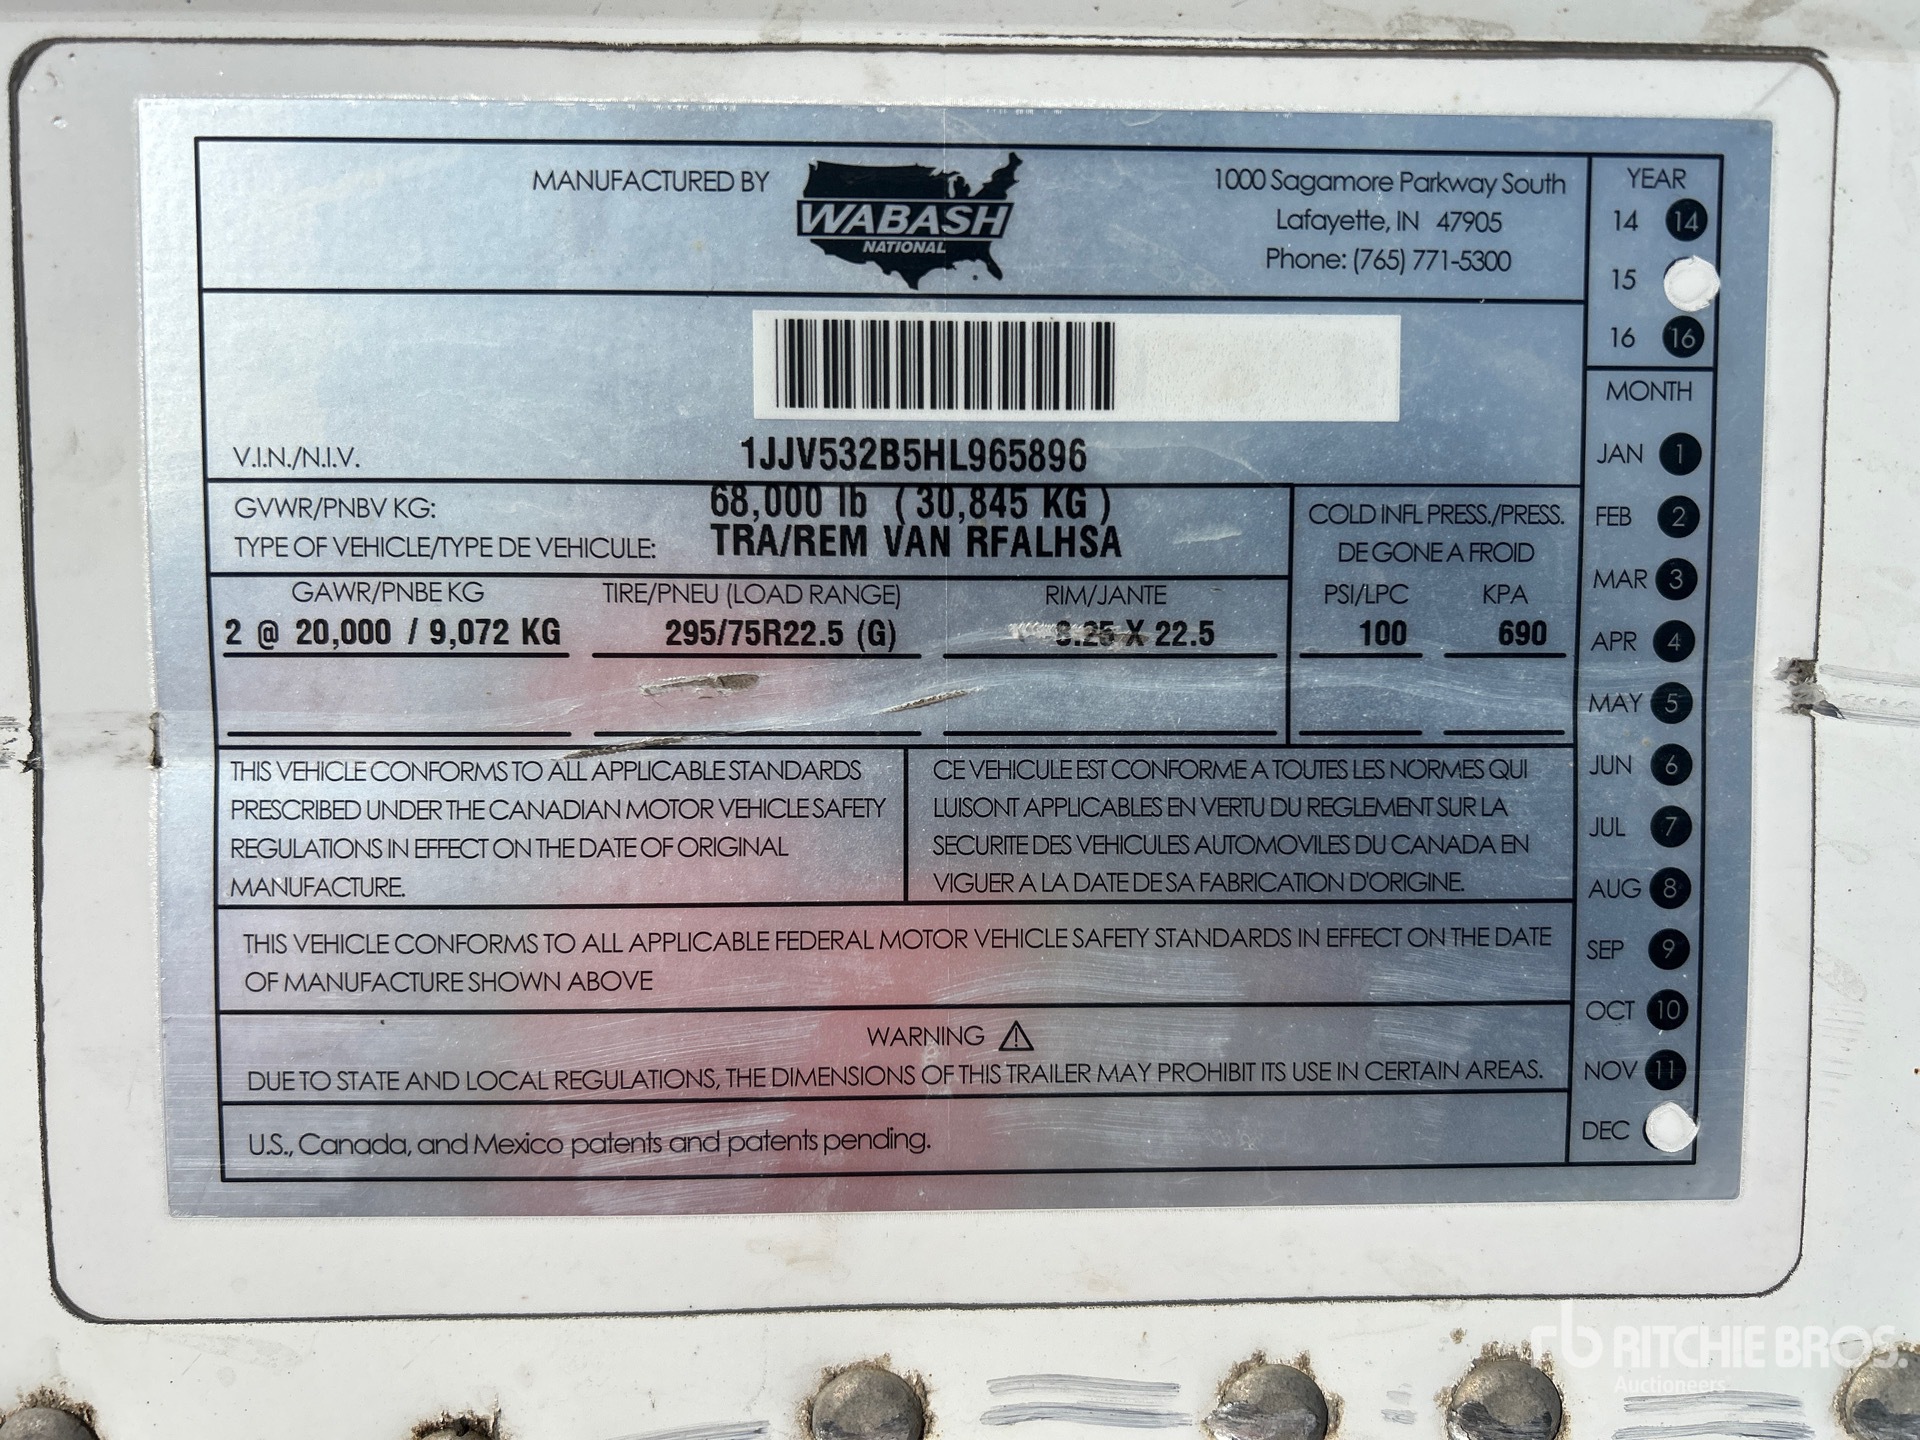 MANUFACTURED BY
WABASH
NATIONAL
1000 Sagamore Parkway South
Lafayette, IN 47905
Phone: (765) 771-5300
YEAR
14 14
15
16 16
V.I.N./N.I.V. 1JJV532B5HL965896
GVWR/PNBV KG: 68,000 lb ( 30,845 KG )
TYPE OF VEHICLE/TYPE DE VEHICULE: TRA/REM VAN RFALHSA
COLD INFL PRESS./PRESS.
DE GONE A FROID
GAWR/PNBE KG TIRE/PNEU (LOAD RANGE) RIM/JANTE PSI/LPC KPA
2 @ 20,000 / 9,072 KG 295/75R22.5 (G) 8.25 X 22.5 100 690
THIS VEHICLE CONFORMS TO ALL APPLICABLE STANDARDS
PRESCRIBED UNDER THE CANADIAN MOTOR VEHICLE SAFETY
REGULATIONS IN EFFECT ON THE DATE OF ORIGINAL
MANUFACTURE.
CE VEHICULE EST CONFORME A TOUTES LES NORMES QUI
LUISONT APPLICABLES EN VERTU DU REGLEMENT SUR LA
SECURITE DES VEHICULES AUTOMOVILES DU CANADA EN
VIGUER A LA DATE DE SA FABRICATION D'ORIGINE.
THIS VEHICLE CONFORMS TO ALL APPLICABLE FEDERAL MOTOR VEHICLE SAFETY STANDARDS IN EFFECT ON THE DATE
OF MANUFACTURE SHOWN ABOVE
WARNING
DUE TO STATE AND LOCAL REGULATIONS, THE DIMENSIONS OF THIS TRAILER MAY PROHIBIT ITS USE IN CERTAIN AREAS.
U.S., Canada, and Mexico patents and patents pending.
MONTH
JAN 1
FEB 2
MAR 3
APR 4
MAY 5
JUN 6
JUL 7
AUG 8
SEP 9
OCT 10
NOV 11
DEC
rb RITCHIE BROS.
Auctioneers